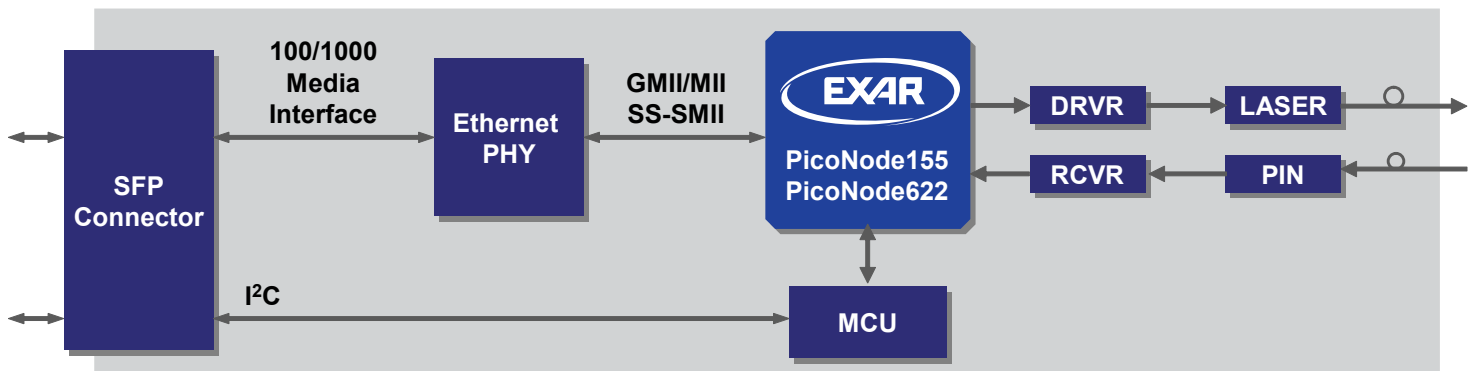 100/1000
Media
Interface
SFP
Connector
Ethernet
PHY
GMII/MII
SS-SMII
EXAR
PicoNode155
PicoNode622
DRVR
LASER
RCVR
PIN
I²C
MCU